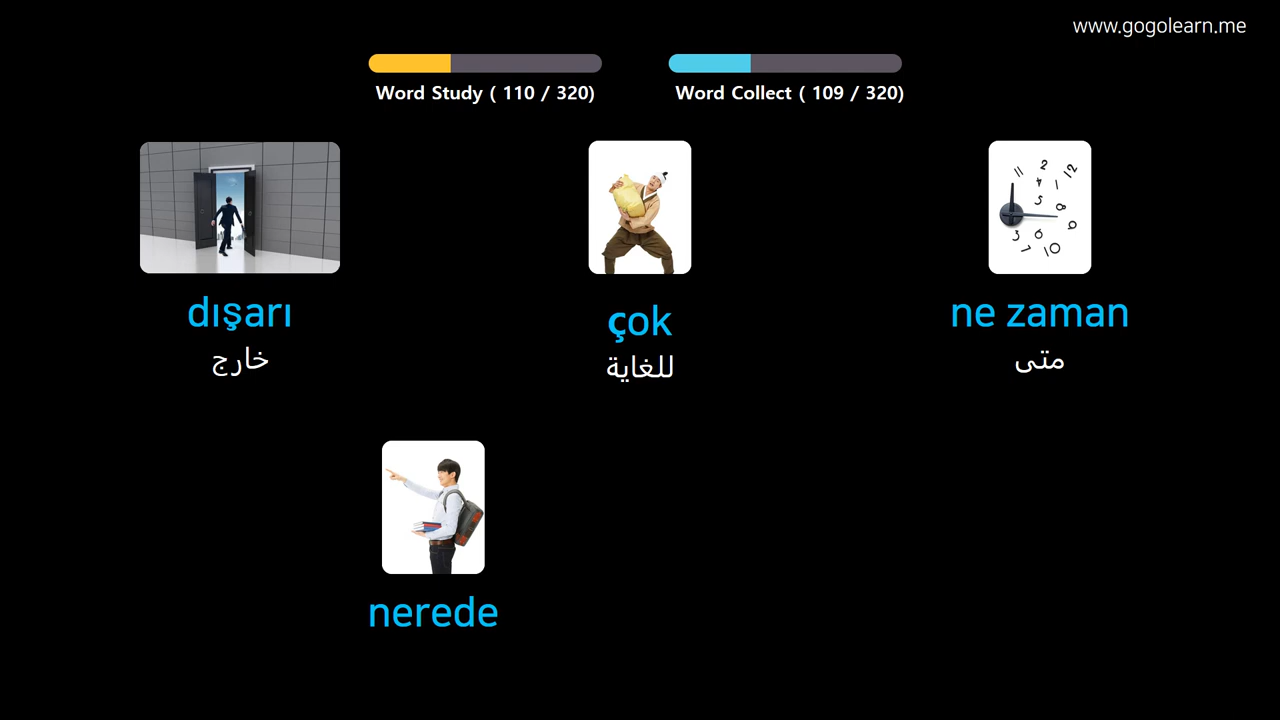 www.gogolearn.me
Word Study ( 110 / 320)
Word Collect ( 109 / 320)
dışarı
خارج
çok
للغاية
ne zaman
متى
nerede